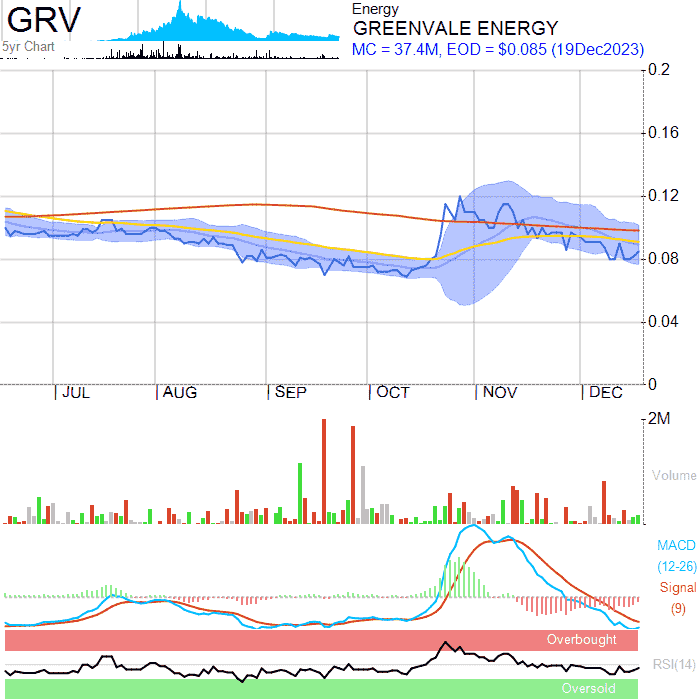 GRV
5yr Chart
Energy
GREENVALE ENERGY
MC = 37.4M, EOD = $0.085 (19Dec2023)
0.2
0.16
0.12
0.08
0.04
0
JUL AUG SEP OCT NOV DEC
2M
Volume
MACD
(12-26)
Signal
(9)
Overbought
RSI(14)
Oversold